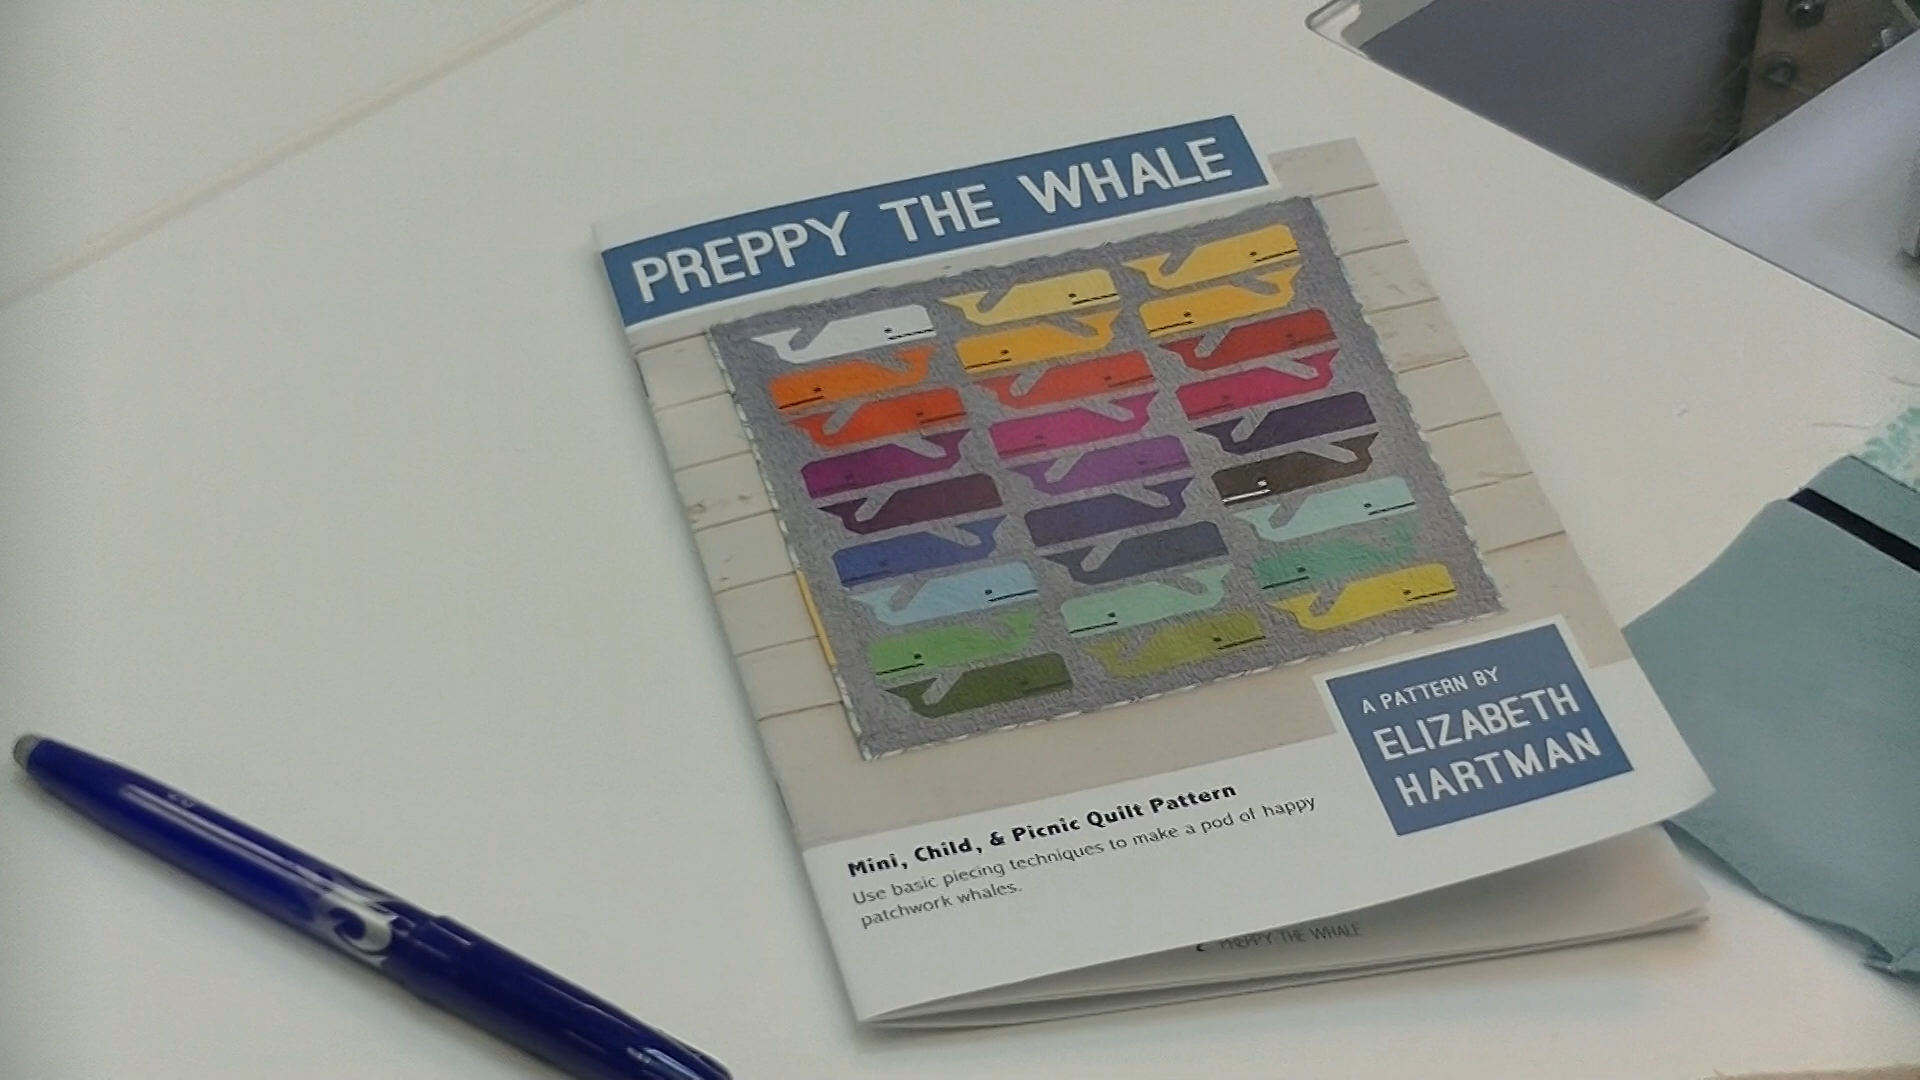 PREPPY THE WHALE
A PATTERN BY
ELIZABETH
HARTMAN
Mini, Child, & Picnic Quilt Pattern
Use basic piecing techniques to make a pod of happy
patchwork whales.
PREPPY THE WHALE